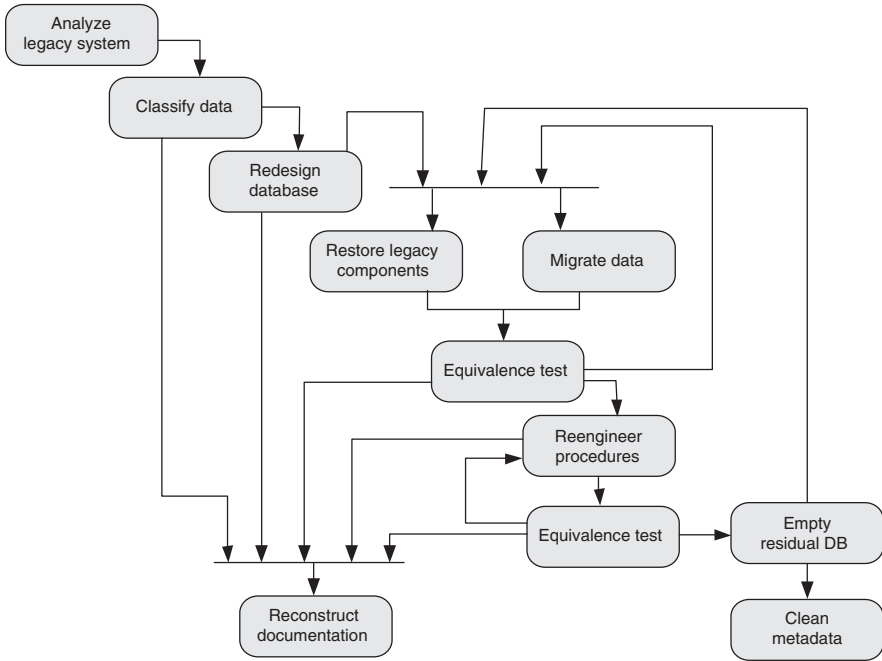 Analyze
legacy system
Classify data
Redesign
database
Restore legacy
components
Migrate data
Equivalence test
Reengineer
procedures
Equivalence test
Empty
residual DB
Reconstruct
documentation
Clean
metadata